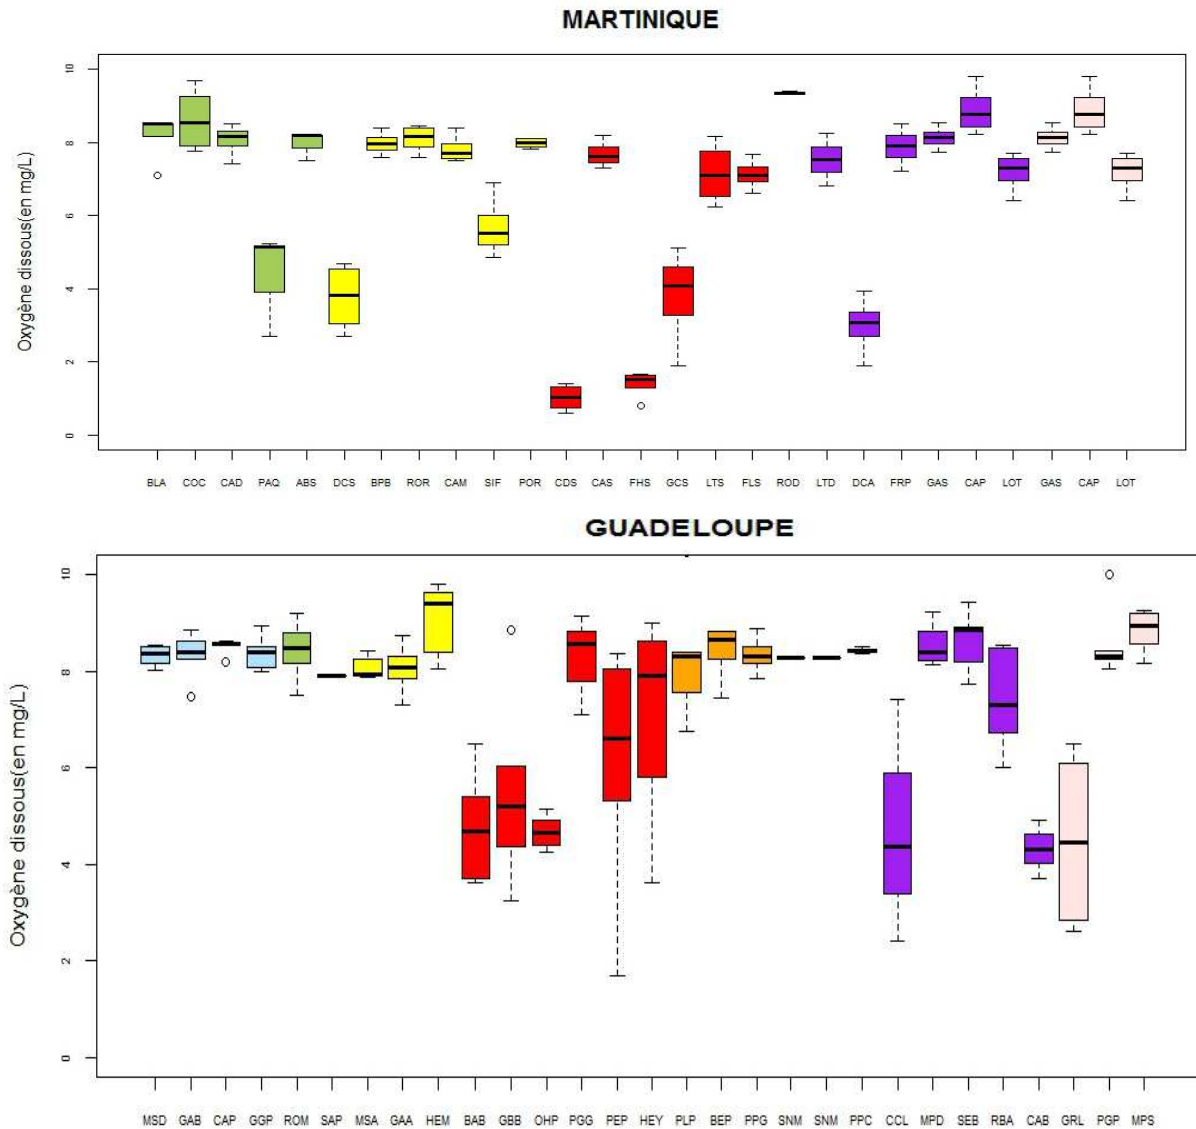 MARTINIQUE
Oxygène dissous(en mg/L)
10
8
6
4
2
0
BLA COC CAD PAQ ABS DCS BPB ROR CAM SIF POR CDS CAS FHS GCS LTS FLS ROD LTD DCA FRP GAS CAP LOT GAS CAP LOT
GUADELOUPE
Oxygène dissous(en mg/L)
10
8
6
4
2
0
MSD GAB CAP GGP ROM SAP MSA GAA HEM BAB GBB OHP PGG PEP HEY PLP BEP PPG SNM SNM PPC CCL MPD SEB RBA CAB GRL PGP MPS